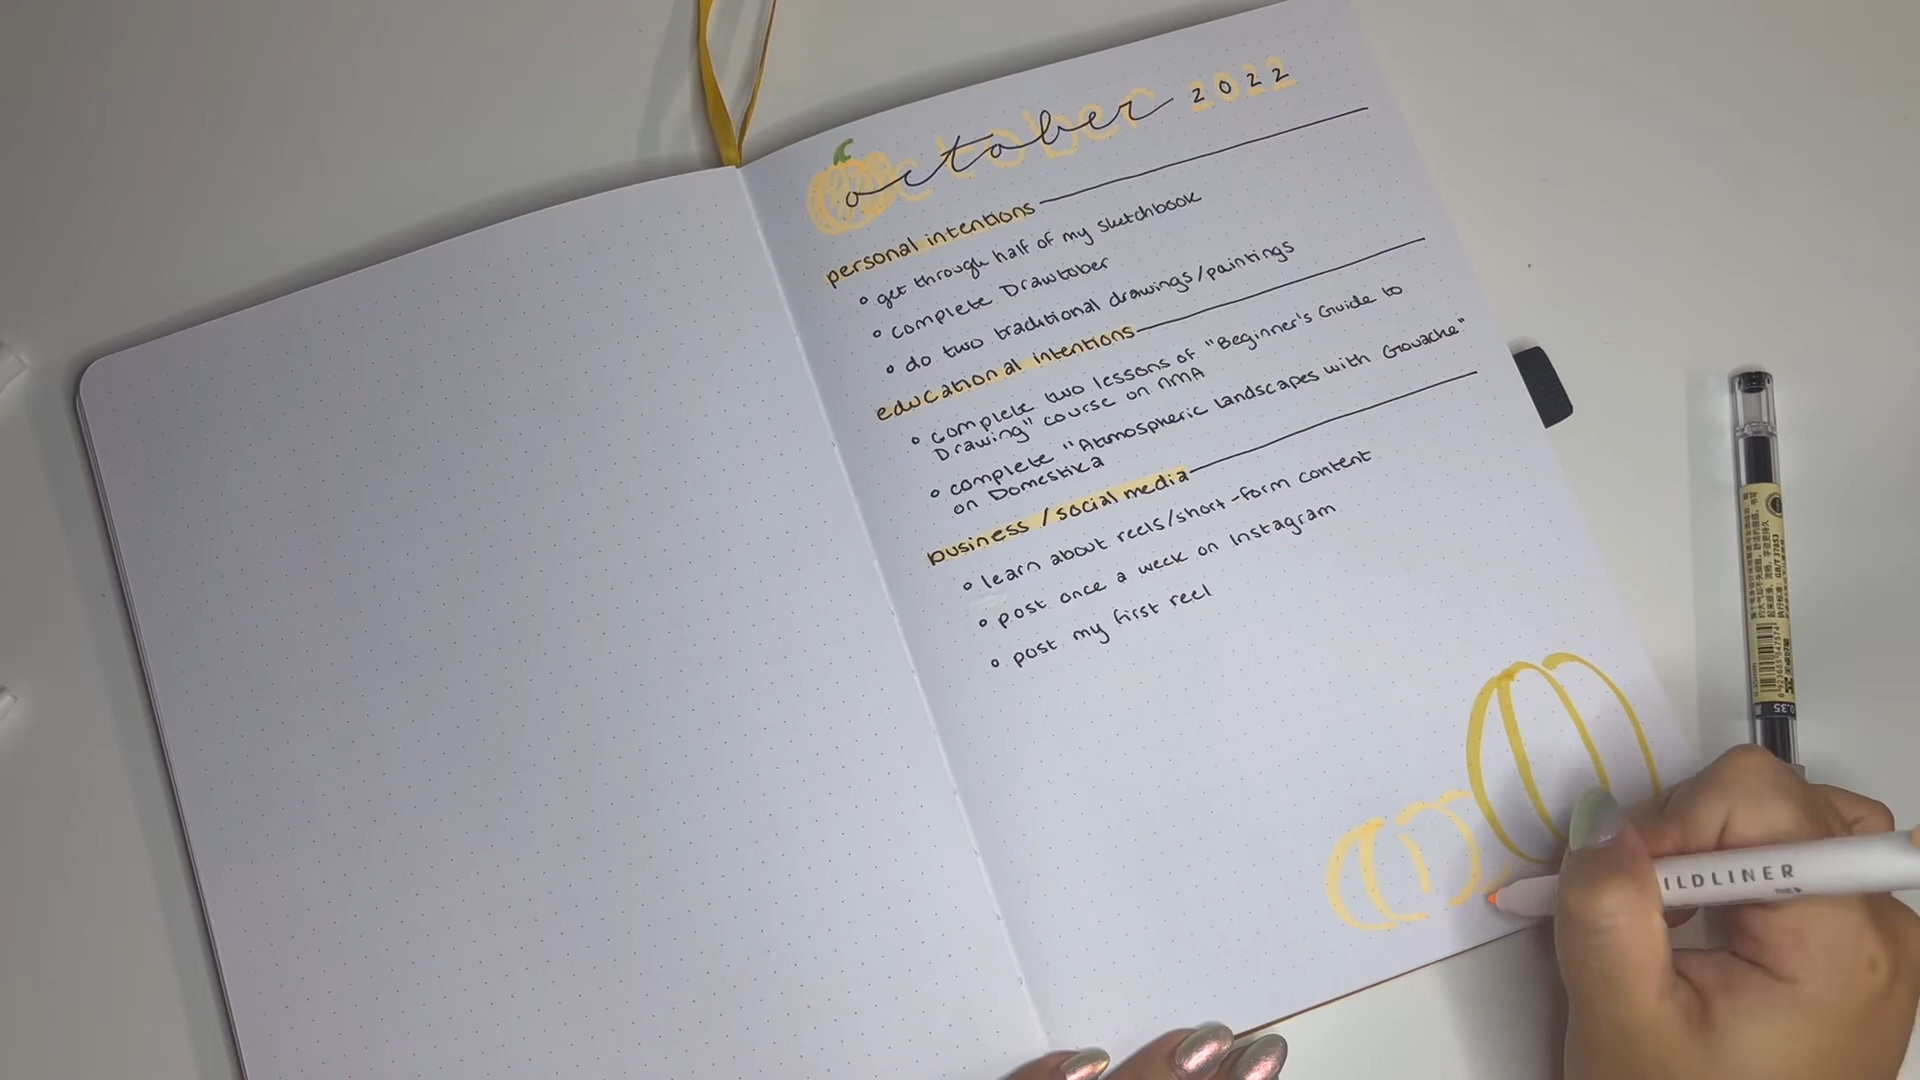 october 2022
personal intentions
get through half of my sketchbook
complete Drawtober
do two traditional drawings/paintings
educational intentions
complete two lessons of "Beginner's Guide to
Drawing" course on NMA
complete "Atmospheric landscapes with Gouache"
on Domestika
business / social media
learn about reels/short-form content
post once a week on Instagram
post my first reel
ILDLINER
0.35